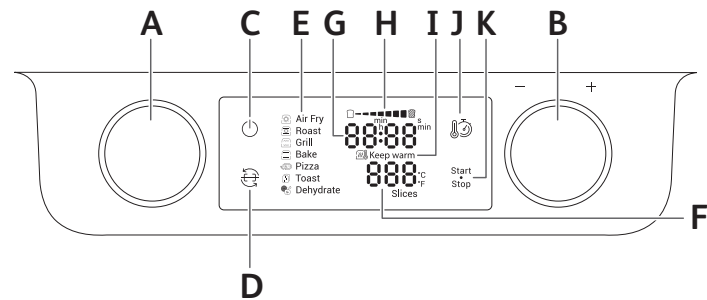 A C E G H I J K B
- +
min
s
h min
88:88
Air Fry
Roast
Grill
Bake
Pizza
Toast
Dehydrate
Keep warm
888 °C
°F
Slices
Start
•
Stop
F
D